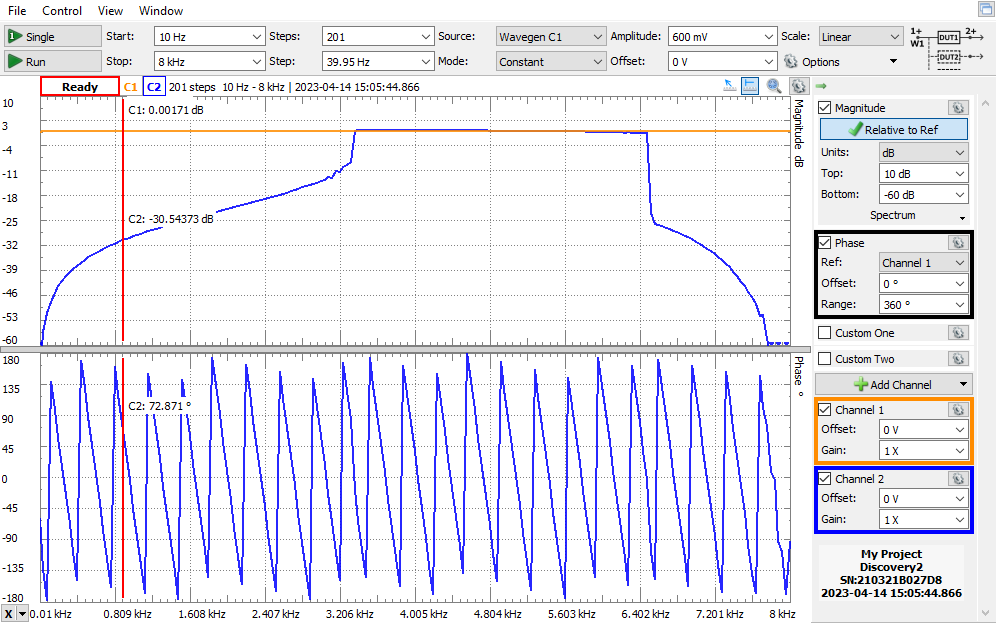 File Control View Window
Single Start: 10 Hz Steps: 201 Source: Wavegen C1 Amplitude: 600 mV Scale: Linear 1+ W1 DUT1 2+
Run Stop: 8 kHz Step: 39.95 Hz Mode: Constant Offset: 0 V Options DUT2
Ready C1 C2 201 steps 10 Hz - 8 kHz | 2023-04-14 15:05:44.866
10
3
-4
-11
-18
-25
-32
-39
-46
-53
-60
C1: 0.00171 dB
C2: -30.54373 dB
Magnitude dB
180
135
90
45
0
-45
-90
-135
-180
C2: 72.871 °
Phase °
X 0.01 kHz 0.809 kHz 1.608 kHz 2.407 kHz 3.206 kHz 4.005 kHz 4.804 kHz 5.603 kHz 6.402 kHz 7.201 kHz 8 kHz
Magnitude
Relative to Ref
Units: dB
Top: 10 dB
Bottom: -60 dB
Spectrum
Phase
Ref: Channel 1
Offset: 0 °
Range: 360 °
Custom One
Custom Two
Add Channel
Channel 1
Offset: 0 V
Gain: 1 X
Channel 2
Offset: 0 V
Gain: 1 X
My Project
Discovery2
SN:210321B027D8
2023-04-14 15:05:44.866